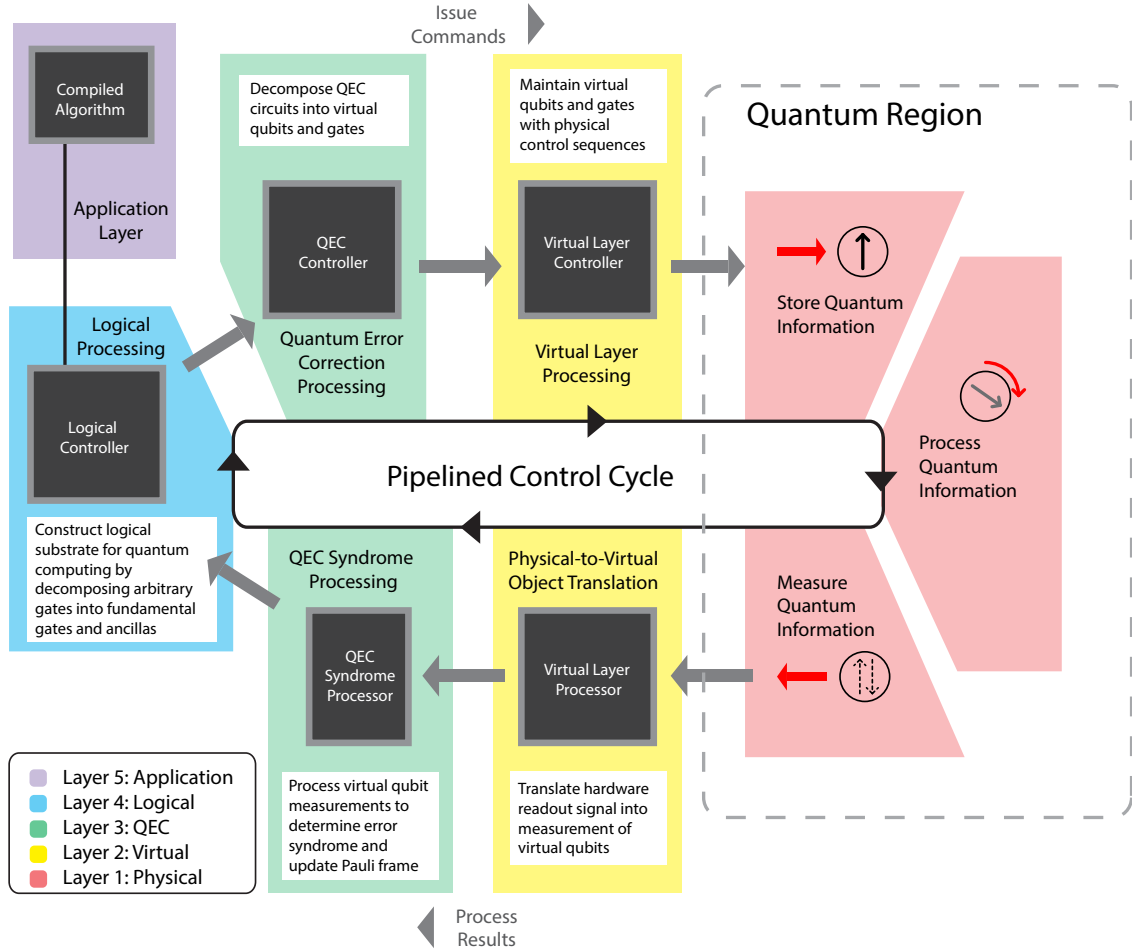 Issue
Commands
Compiled
Algorithm
Application
Layer
Decompose QEC
circuits into virtual
qubits and gates
QEC
Controller
Quantum Error
Correction
Processing
Maintain virtual
qubits and gates
with physical
control sequences
Virtual Layer
Controller
Virtual Layer
Processing
Quantum Region
Store Quantum
Information
Process
Quantum
Information
Measure
Quantum
Information
Logical
Processing
Logical
Controller
Construct logical
substrate for quantum
computing by
decomposing arbitrary
gates into fundamental
gates and ancillas
Pipelined Control Cycle
QEC Syndrome
Processing
QEC
Syndrome
Processor
Process virtual qubit
measurements to
determine error
syndrome and
update Pauli frame
Physical-to-Virtual
Object Translation
Virtual Layer
Processor
Translate hardware
readout signal into
measurement of
virtual qubits
Layer 5: Application
Layer 4: Logical
Layer 3: QEC
Layer 2: Virtual
Layer 1: Physical
Process
Results